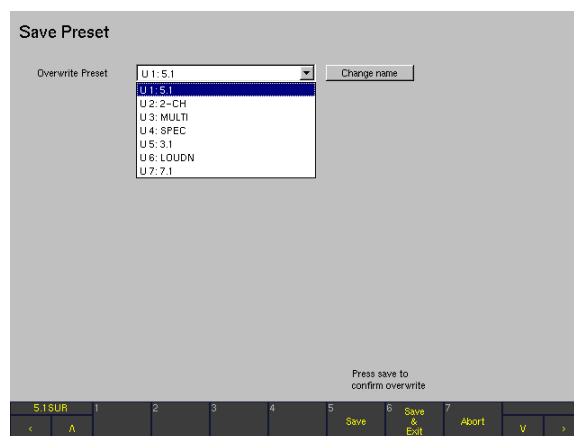 Save Preset
Overwrite Preset
U 1: 5.1
Change name
U 1: 5.1
U 2: 2-CH
U 3: MULTI
U 4: SPEC
U 5: 3.1
U 6: LOUDN
U 7: 7.1
Press save to
confirm overwrite
5.1SUR 1 2 3 4 5 6 7
< Λ Save Save & Exit Abort V >